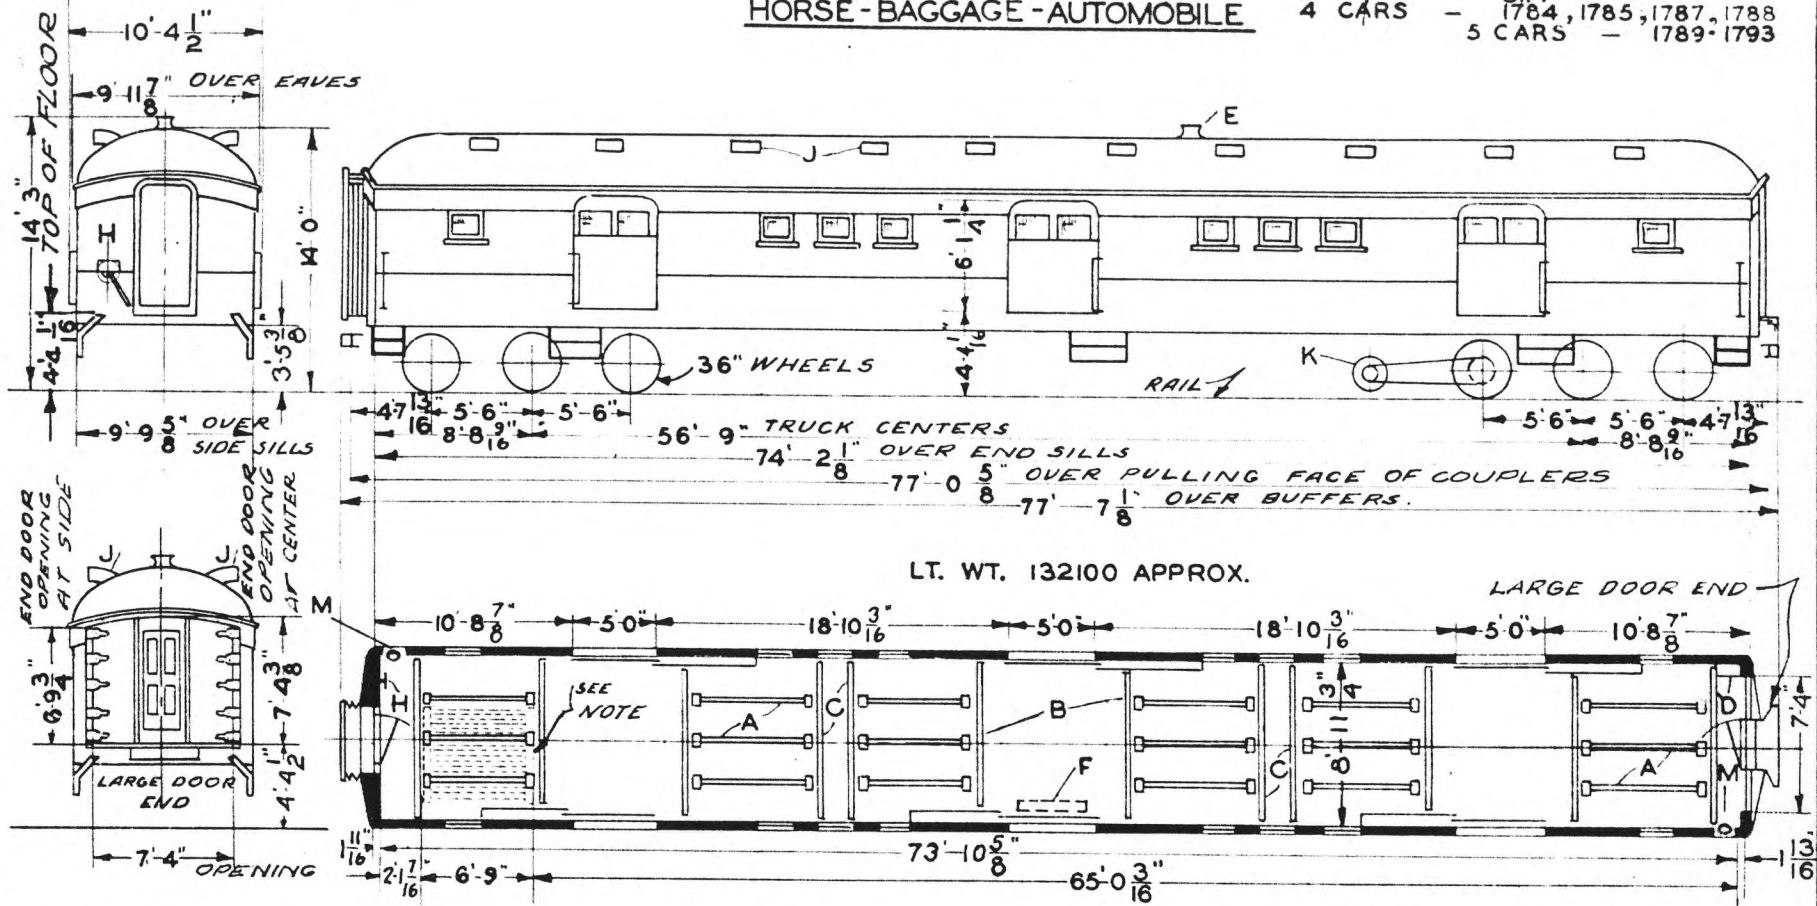 HORSE-BAGGAGE-AUTOMOBILE
4 CARS — 1784, 1785, 1787, 1788
5 CARS — 1789-1793
10'-4 1/2"
9'-11 7/8" OVER EAVES
TOP OF FLOOR
14'3"
4'-4 1/16"
H
14'0"
3'-5 3/8"
9'-9 5/8" OVER
SIDE SILLS
E
J
6'-1 1/4"
4'-4 1/16"
36" WHEELS
K
RAIL
4'-7 13/16"
5'-6"
5'-6"
8'-8 9/16"
56'-9" TRUCK CENTERS
5'-6"
5'-6"
4'-7 13/16"
8'-8 9/16"
74'-2 1/8" OVER END SILLS
77'-0 5/8" OVER PULLING FACE OF COUPLERS
77'-7 1/8" OVER BUFFERS.
END DOOR
OPENING
AT SIDE
END DOOR
OPENING
AT CENTER
J
J
6'-9 3/4"
7'-4 3/8"
4'-4 1/2"
LARGE DOOR
END
7'-4"
OPENING
LT. WT. 132100 APPROX.
LARGE DOOR END
M
10'-8 7/8"
5'0"
18'10 3/16"
5'0"
18'10 3/16"
5'0"
10'8 7/8"
H
SEE
NOTE
A
C
B
F
C
8'-11 3/4"
A
D
M
7'-4"
1 11/16"
2'-1 7/16"
6'-9"
73'-10 5/8"
65'-0 3/16"
1 13/16"